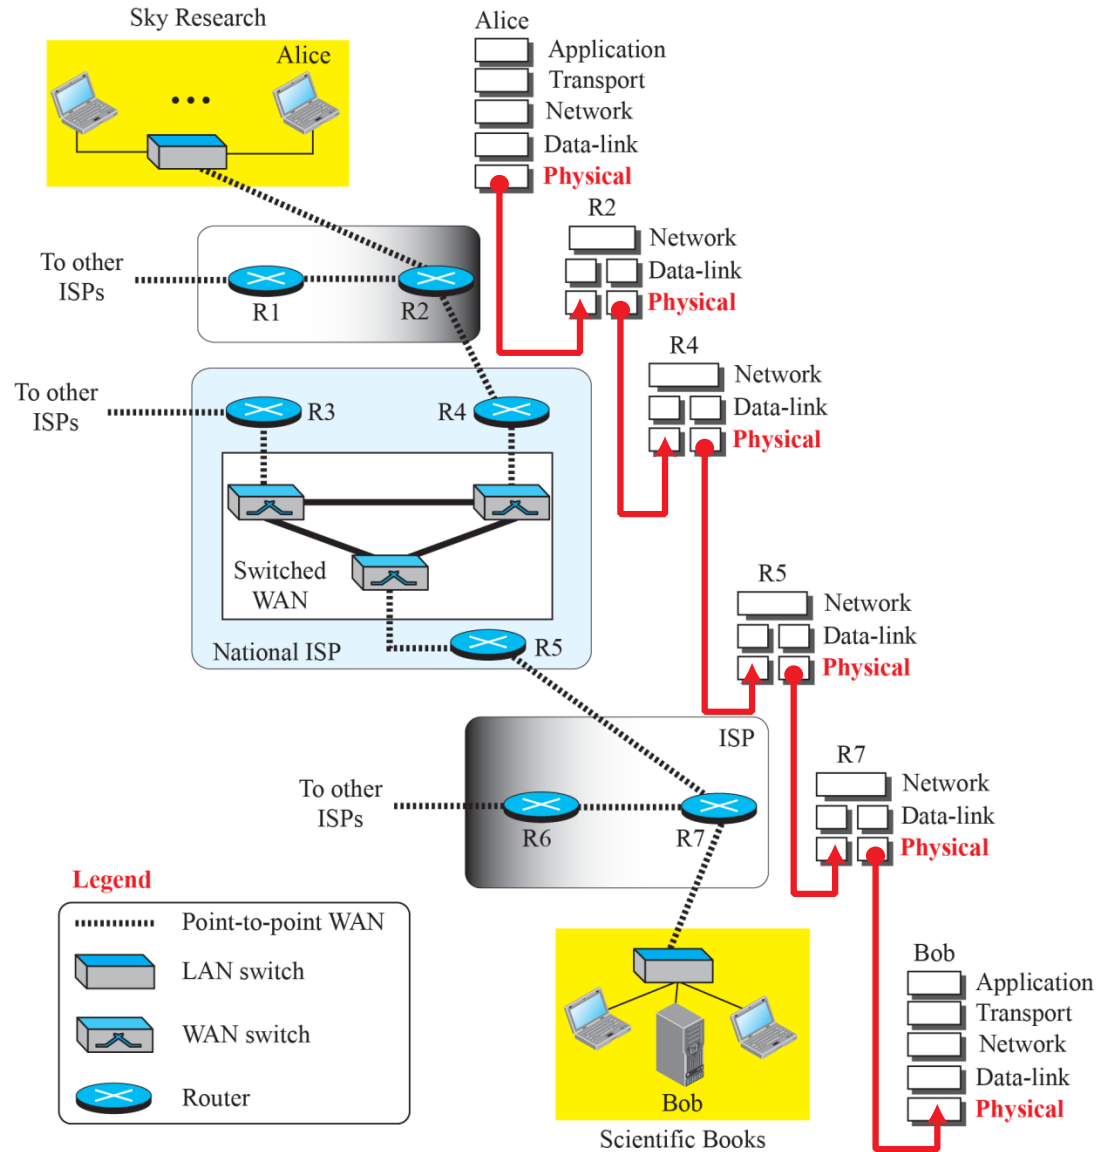 Sky Research
Alice
To other
ISPs
R1
R2
To other
ISPs
R3
R4
Switched
WAN
National ISP
R5
ISP
To other
ISPs
R6
R7
Bob
Scientific Books
Legend
Point-to-point WAN
LAN switch
WAN switch
Router
Alice
Application
Transport
Network
Data-link
Physical
R2
Network
Data-link
Physical
R4
Network
Data-link
Physical
R5
Network
Data-link
Physical
R7
Network
Data-link
Physical
Bob
Application
Transport
Network
Data-link
Physical